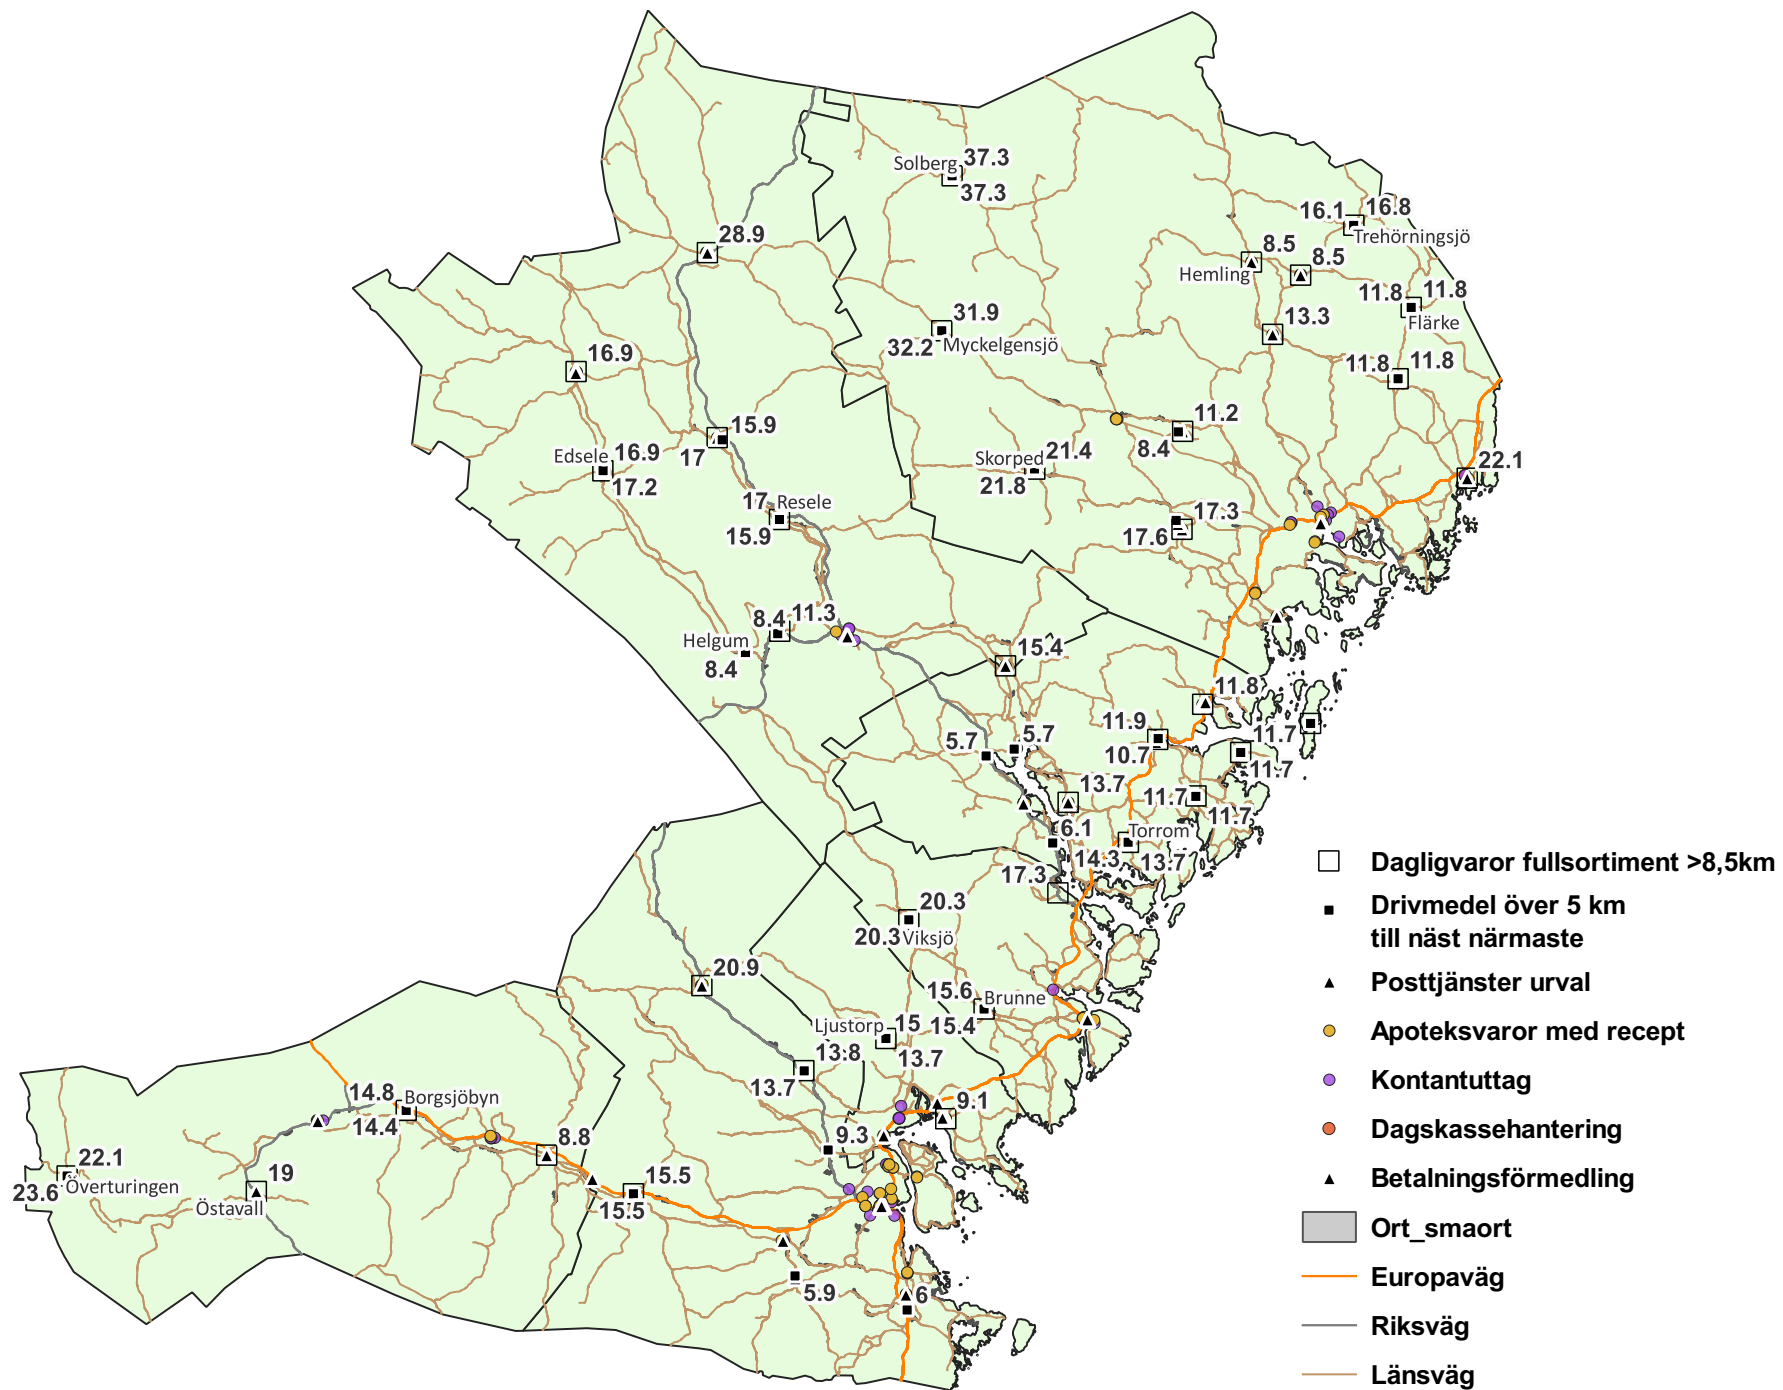 Solberg 37.3
37.3
16.1 16.8
Trehörningsjö
28.9
8.5
8.5
Hemling
11.8 11.8
Flärke
31.9
32.2 Myckelgensjö
13.3
16.9
11.8 11.8
11.2
8.4
15.9
17
Edsele 16.9
17.2
Skorped 21.4
21.8
22.1
17 Resele
15.9
17.3
17.6
8.4 11.3
Helgum
8.4
15.4
11.8
11.9
10.7
5.7 5.7
11.7
11.7
13.7
11.7
11.7
6.1
Torrom
14.3 13.7
17.3
20.3
20.3 Viksjö
20.9
15.6 Brunne
15.4
Ljustorp 15
13.7
13.8
13.7
14.8 Borgsjöbyn
14.4
9.1
9.3
8.8
22.1
23.6 Överturingen
19
Östavall
15.5
15.5
5.9
6
Dagligvaror fullsortiment >8,5km
Drivmedel över 5 km
till näst närmaste
Posttjänster urval
Apoteksvaror med recept
Kontantuttag
Dagskassehantering
Betalningsförmedling
Ort_smaort
Europaväg
Riksväg
Länsväg